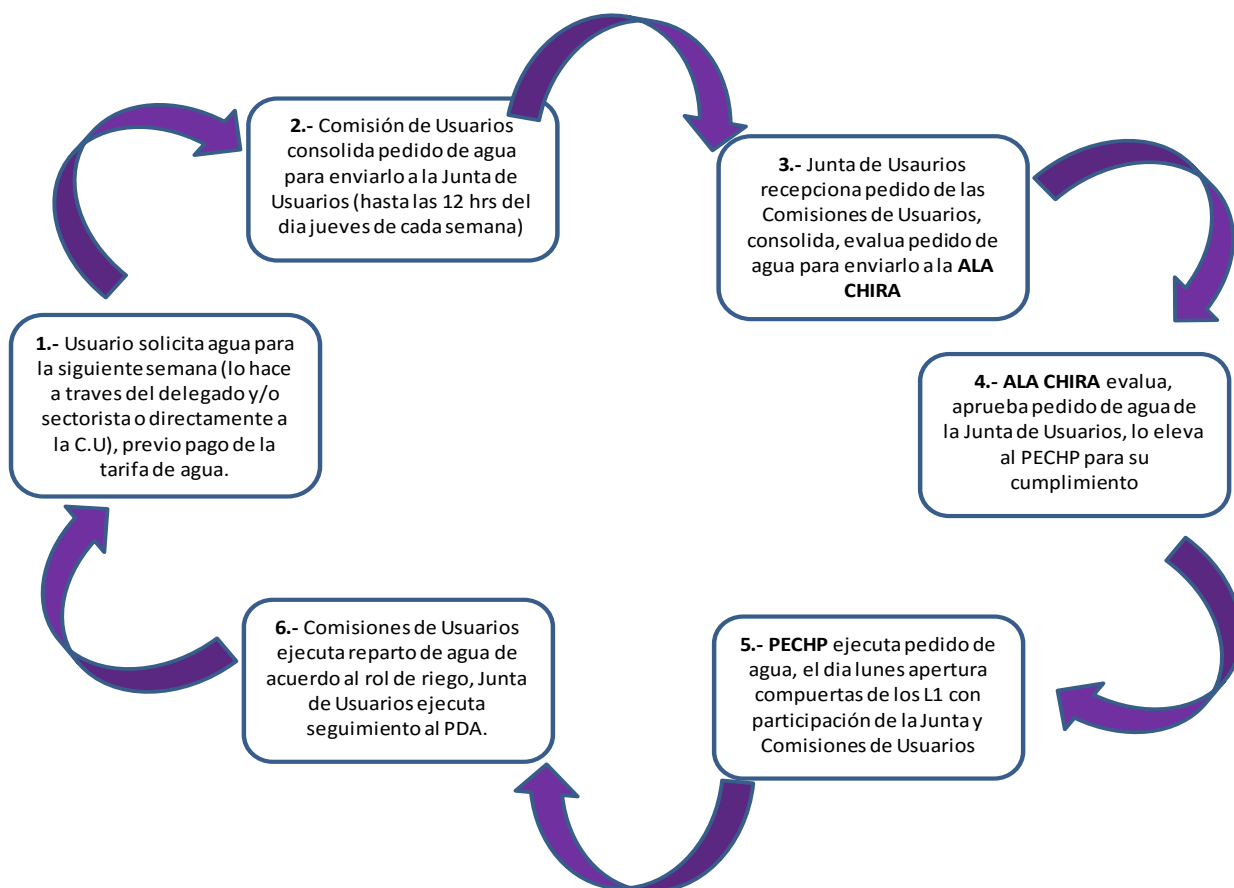 2.- Comisión de Usuarios
consolida pedido de agua
para enviarlo a la Junta de
Usuarios (hasta las 12 hrs del
dia jueves de cada semana)
3.- Junta de Usaurios
recepciona pedido de las
Comisiones de Usuarios,
consolida, evalua pedido de
agua para enviarlo a la ALA
CHIRA
1.- Usuario solicita agua para
la siguiente semana (lo hace
a traves del delegado y/o
sectorista o directamente a
la C.U), previo pago de la
tarifa de agua.
4.- ALA CHIRA evalua,
aprueba pedido de agua de
la Junta de Usuarios, lo eleva
al PECHP para su
cumplimiento
6.- Comisiones de Usuarios
ejecuta reparto de agua de
acuerdo al rol de riego, Junta
de Usuarios ejecuta
seguimiento al PDA.
5.- PECHP ejecuta pedido de
agua, el dia lunes apertura
compuertas de los L1 con
participación de la Junta y
Comisiones de Usuarios